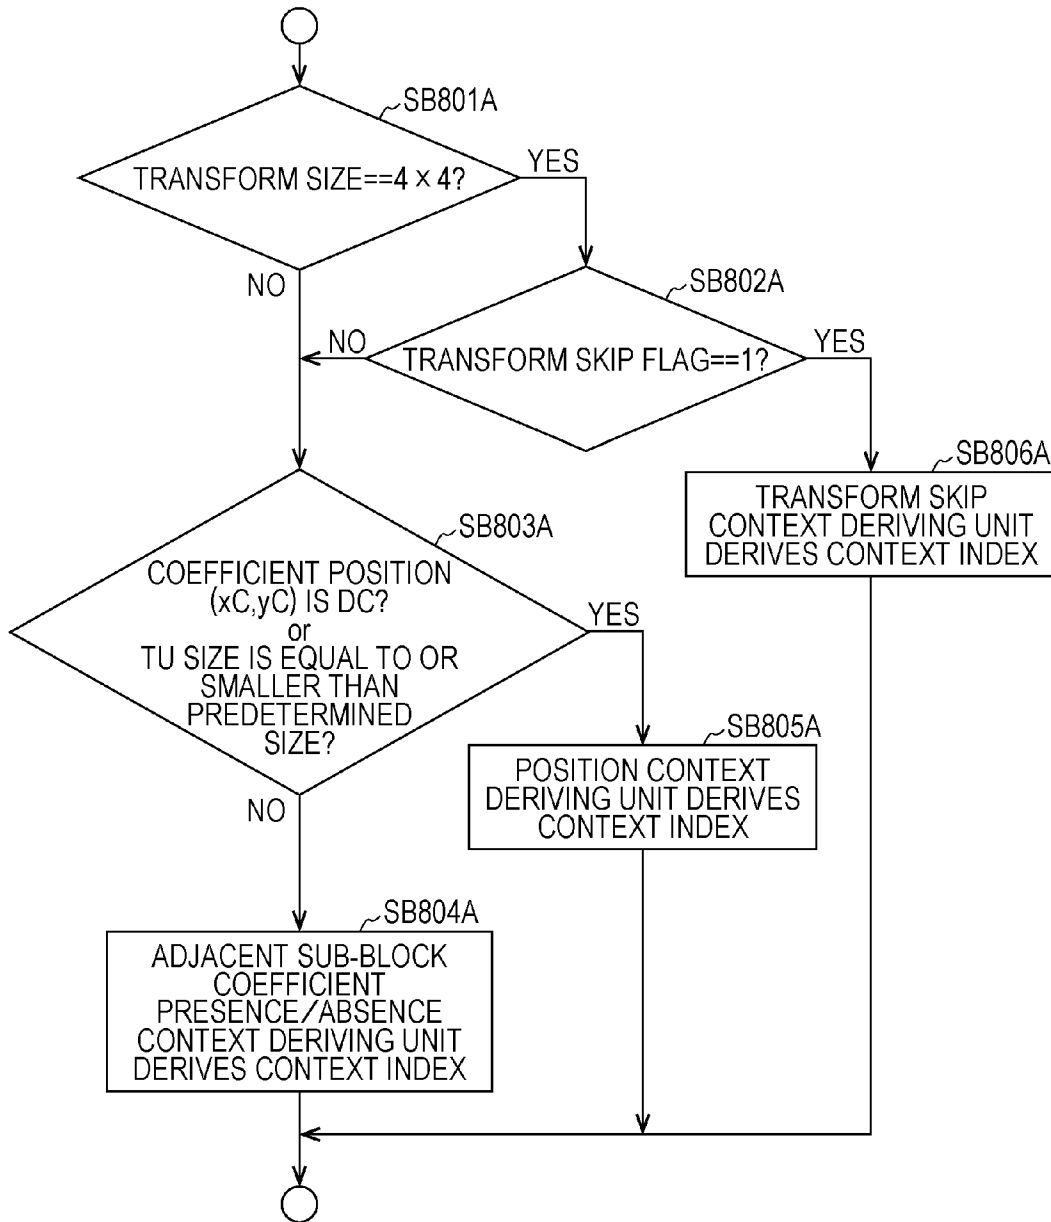 SB801A
TRANSFORM SIZE==4×4?
YES
NO
SB802A
TRANSFORM SKIP FLAG==1?
NO
YES
SB806A
TRANSFORM SKIP
CONTEXT DERIVING UNIT
DERIVES CONTEXT INDEX
SB803A
COEFFICIENT POSITION
(xC,yC) IS DC?
or
TU SIZE IS EQUAL TO OR
SMALLER THAN
PREDETERMINED
SIZE?
YES
NO
SB805A
POSITION CONTEXT
DERIVING UNIT DERIVES
CONTEXT INDEX
SB804A
ADJACENT SUB-BLOCK
COEFFICIENT
PRESENCE/ABSENCE
CONTEXT DERIVING UNIT
DERIVES CONTEXT INDEX